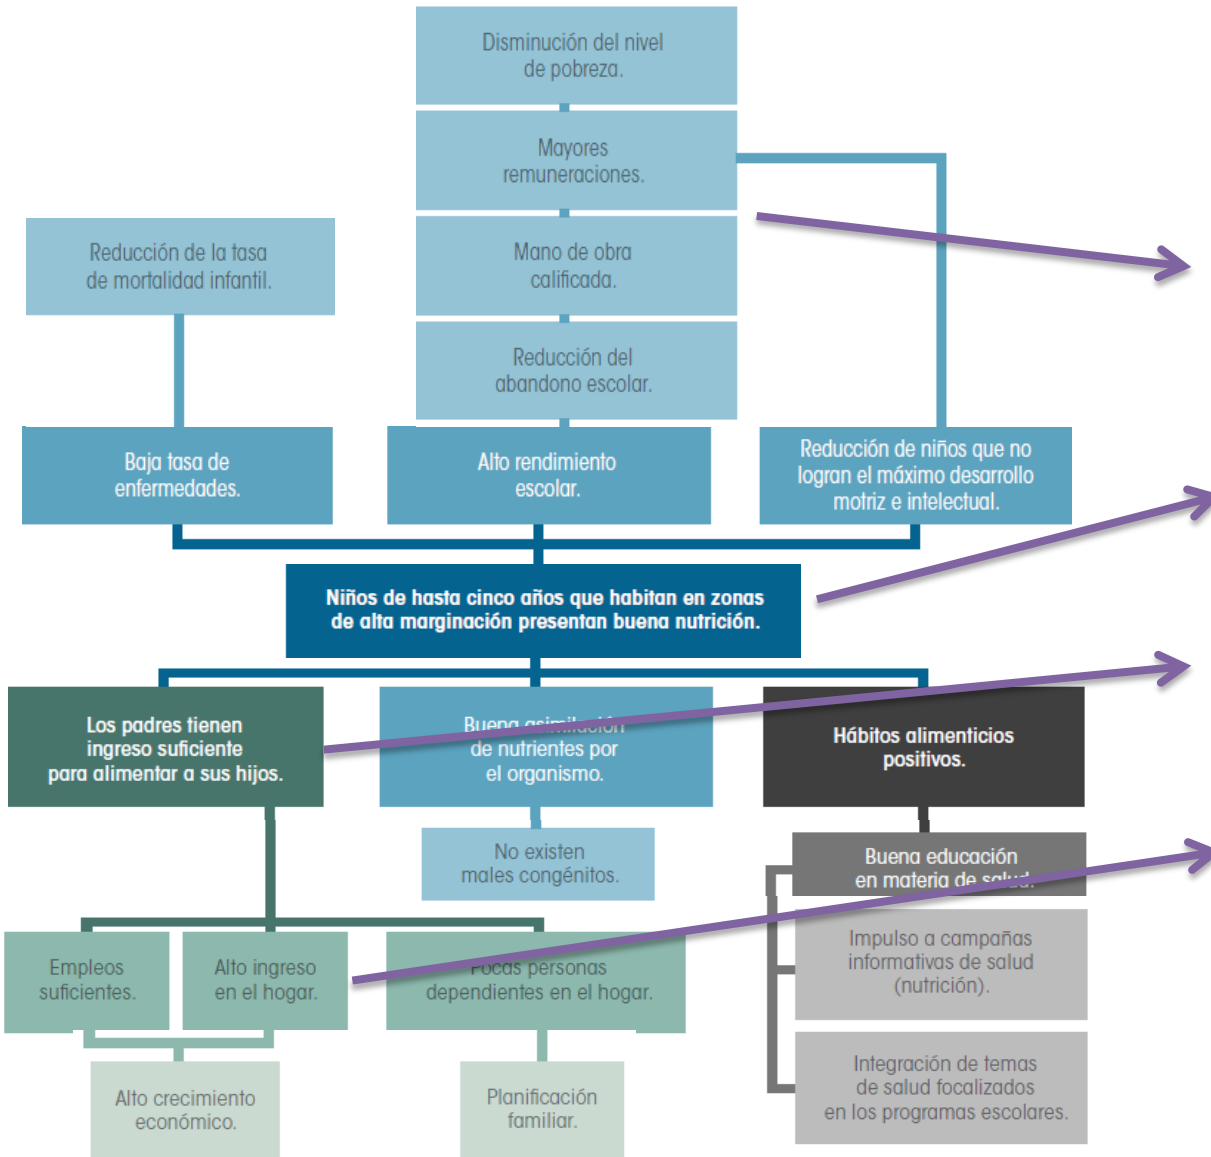 Disminución del nivel
de pobreza.
Mayores
remuneraciones.
Mano de obra
calificada.
Reducción de la tasa
de mortalidad infantil.
Reducción del
abandono escolar.
Baja tasa de
enfermedades.
Alto rendimiento
escolar.
Reducción de niños que no
logran el máximo desarrollo
motriz e intelectual.
Niños de hasta cinco años que habitan en zonas
de alta marginación presentan buena nutrición.
Los padres tienen
ingreso suficiente
para alimentar a sus hijos.
Buena asimilación
de nutrientes por
el organismo.
Hábitos alimenticios
positivos.
No existen
males congénitos.
Buena educación
en materia de salud.
Empleos
suficientes.
Alto ingreso
en el hogar.
Pocas personas
dependientes en el hogar.
Impulso a campañas
informativas de salud
(nutrición).
Alto crecimiento
económico.
Planificación
familiar.
Integración de temas
de salud focalizados
en los programas escolares.